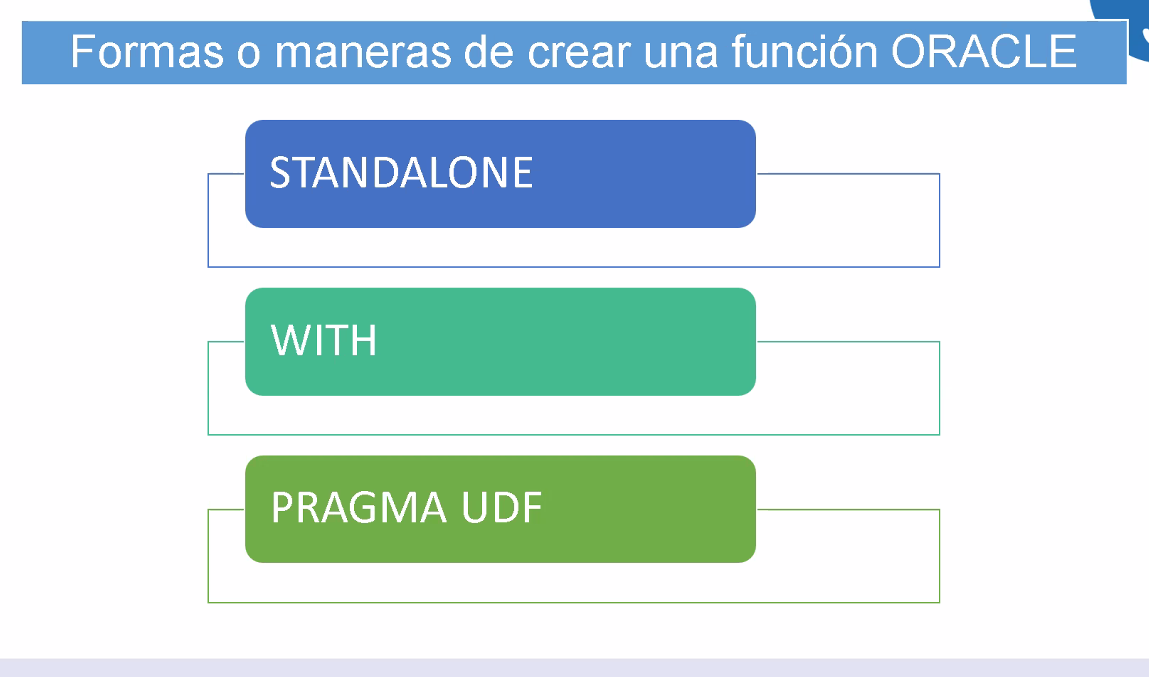 Formas o maneras de crear una función ORACLE
STANDALONE
WITH
PRAGMA UDF